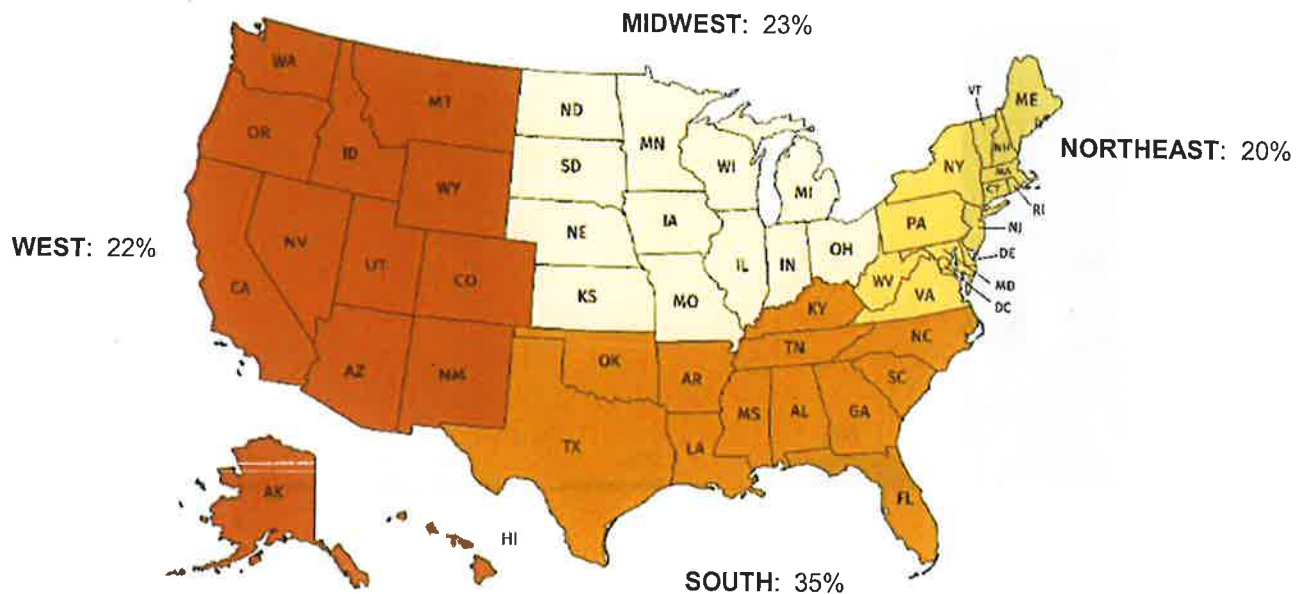 MIDWEST: 23%
WA
MT
ND
VT
ME
OR
MN
ID
SD
WI
NY
NH
NORTHEAST: 20%
WY
MI
MA
CT
RI
WEST: 22%
NE
IA
PA
NJ
NV
UT
CO
IL
IN
OH
DE
CA
KS
MO
WV
VA
MD
DC
KY
AZ
NM
OK
TN
NC
AR
SC
TX
MS
AL
GA
LA
AK
FL
HI
SOUTH: 35%